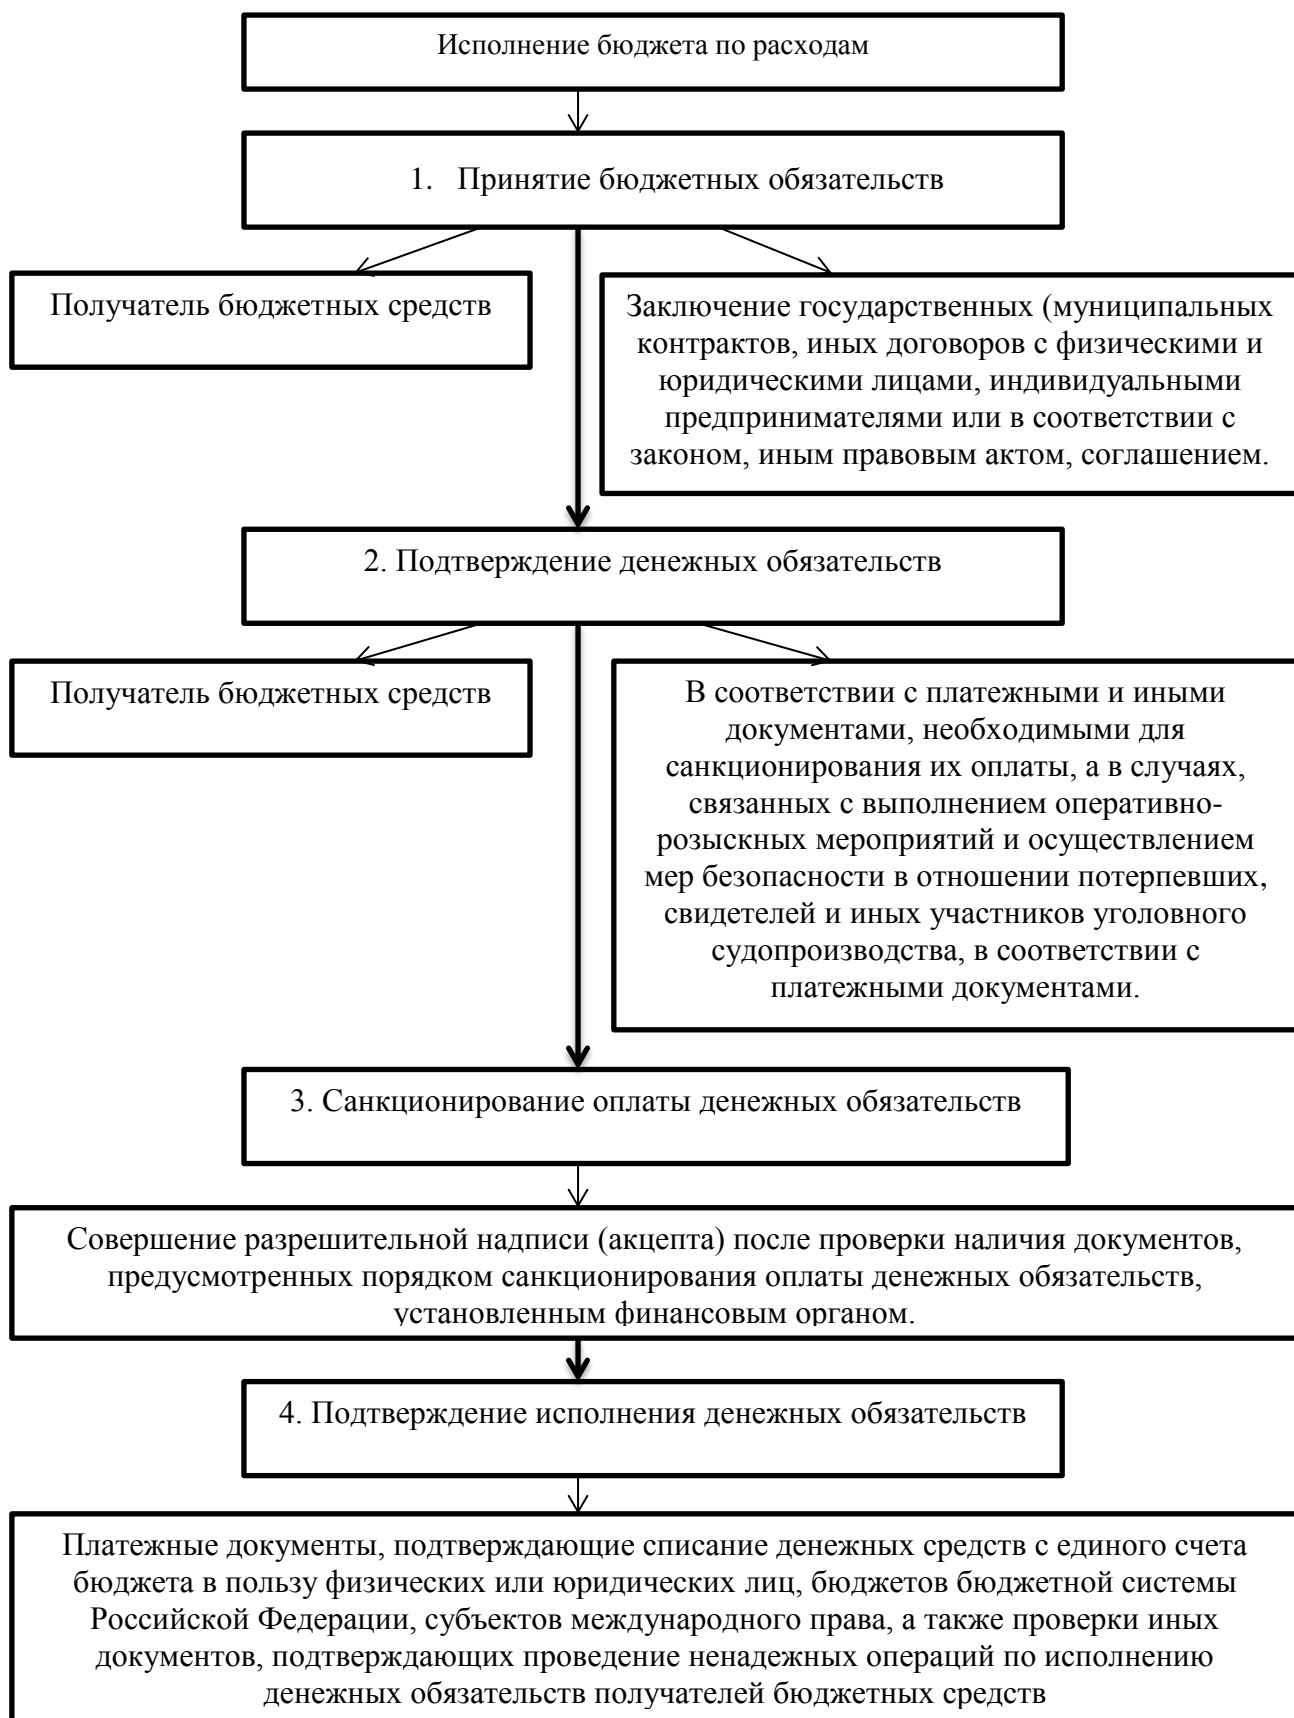 Исполнение бюджета по расходам
1. Принятие бюджетных обязательств
Получатель бюджетных средств
Заключение государственных (муниципальных
контрактов, иных договоров с физическими и
юридическими лицами, индивидуальными
предпринимателями или в соответствии с
законом, иным правовым актом, соглашением.
2. Подтверждение денежных обязательств
Получатель бюджетных средств
В соответствии с платежными и иными
документами, необходимыми для
санкционирования их оплаты, а в случаях,
связанных с выполнением оперативно-
розыскных мероприятий и осуществлением
мер безопасности в отношении потерпевших,
свидетелей и иных участников уголовного
судопроизводства, в соответствии с
платежными документами.
3. Санкционирование оплаты денежных обязательств
Совершение разрешительной надписи (акцепта) после проверки наличия документов,
предусмотренных порядком санкционирования оплаты денежных обязательств,
установленным финансовым органом.
4. Подтверждение исполнения денежных обязательств
Платежные документы, подтверждающие списание денежных средств с единого счета
бюджета в пользу физических или юридических лиц, бюджетов бюджетной системы
Российской Федерации, субъектов международного права, а также проверки иных
документов, подтверждающих проведение ненадежных операций по исполнению
денежных обязательств получателей бюджетных средств